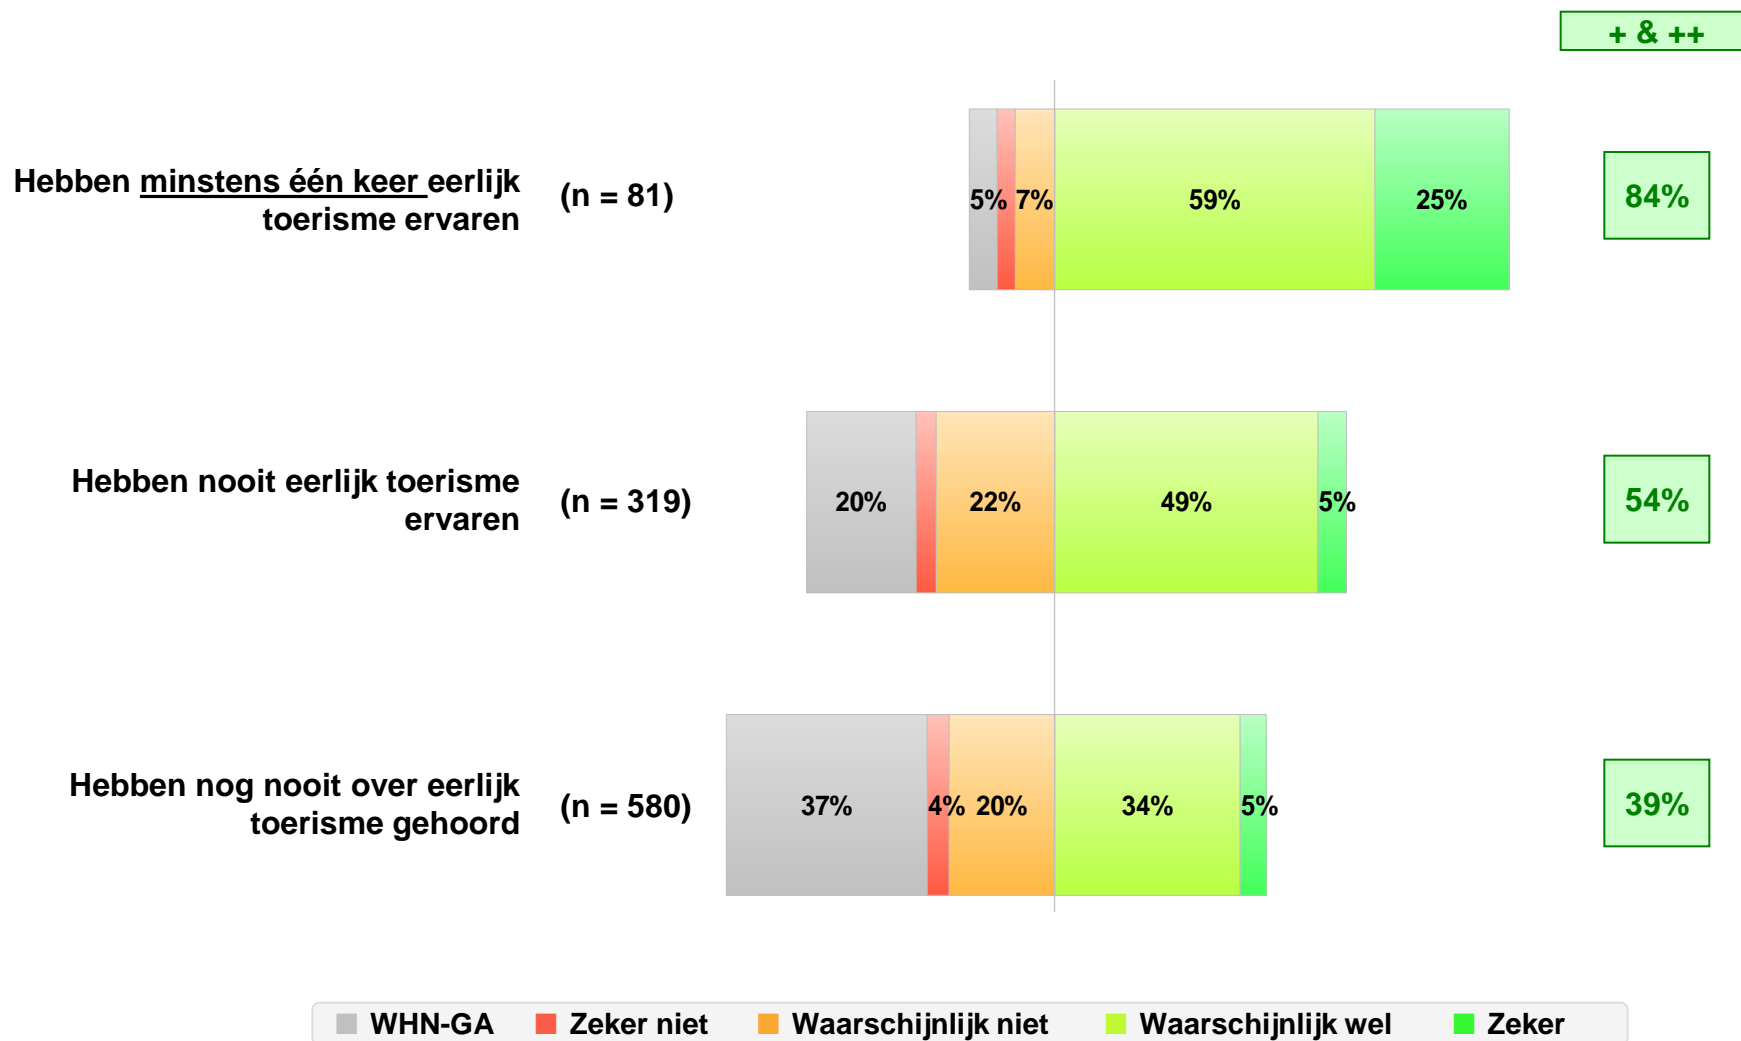 + & ++
Hebben minstens één keer eerlijk
toerisme ervaren
(n = 81)
5%
7%
59%
25%
84%
Hebben nooit eerlijk toerisme
ervaren
(n = 319)
20%
22%
49%
5%
54%
Hebben nog nooit over eerlijk
toerisme gehoord
(n = 580)
37%
4%
20%
34%
5%
39%
WHN-GA
Zeker niet
Waarschijnlijk niet
Waarschijnlijk wel
Zeker